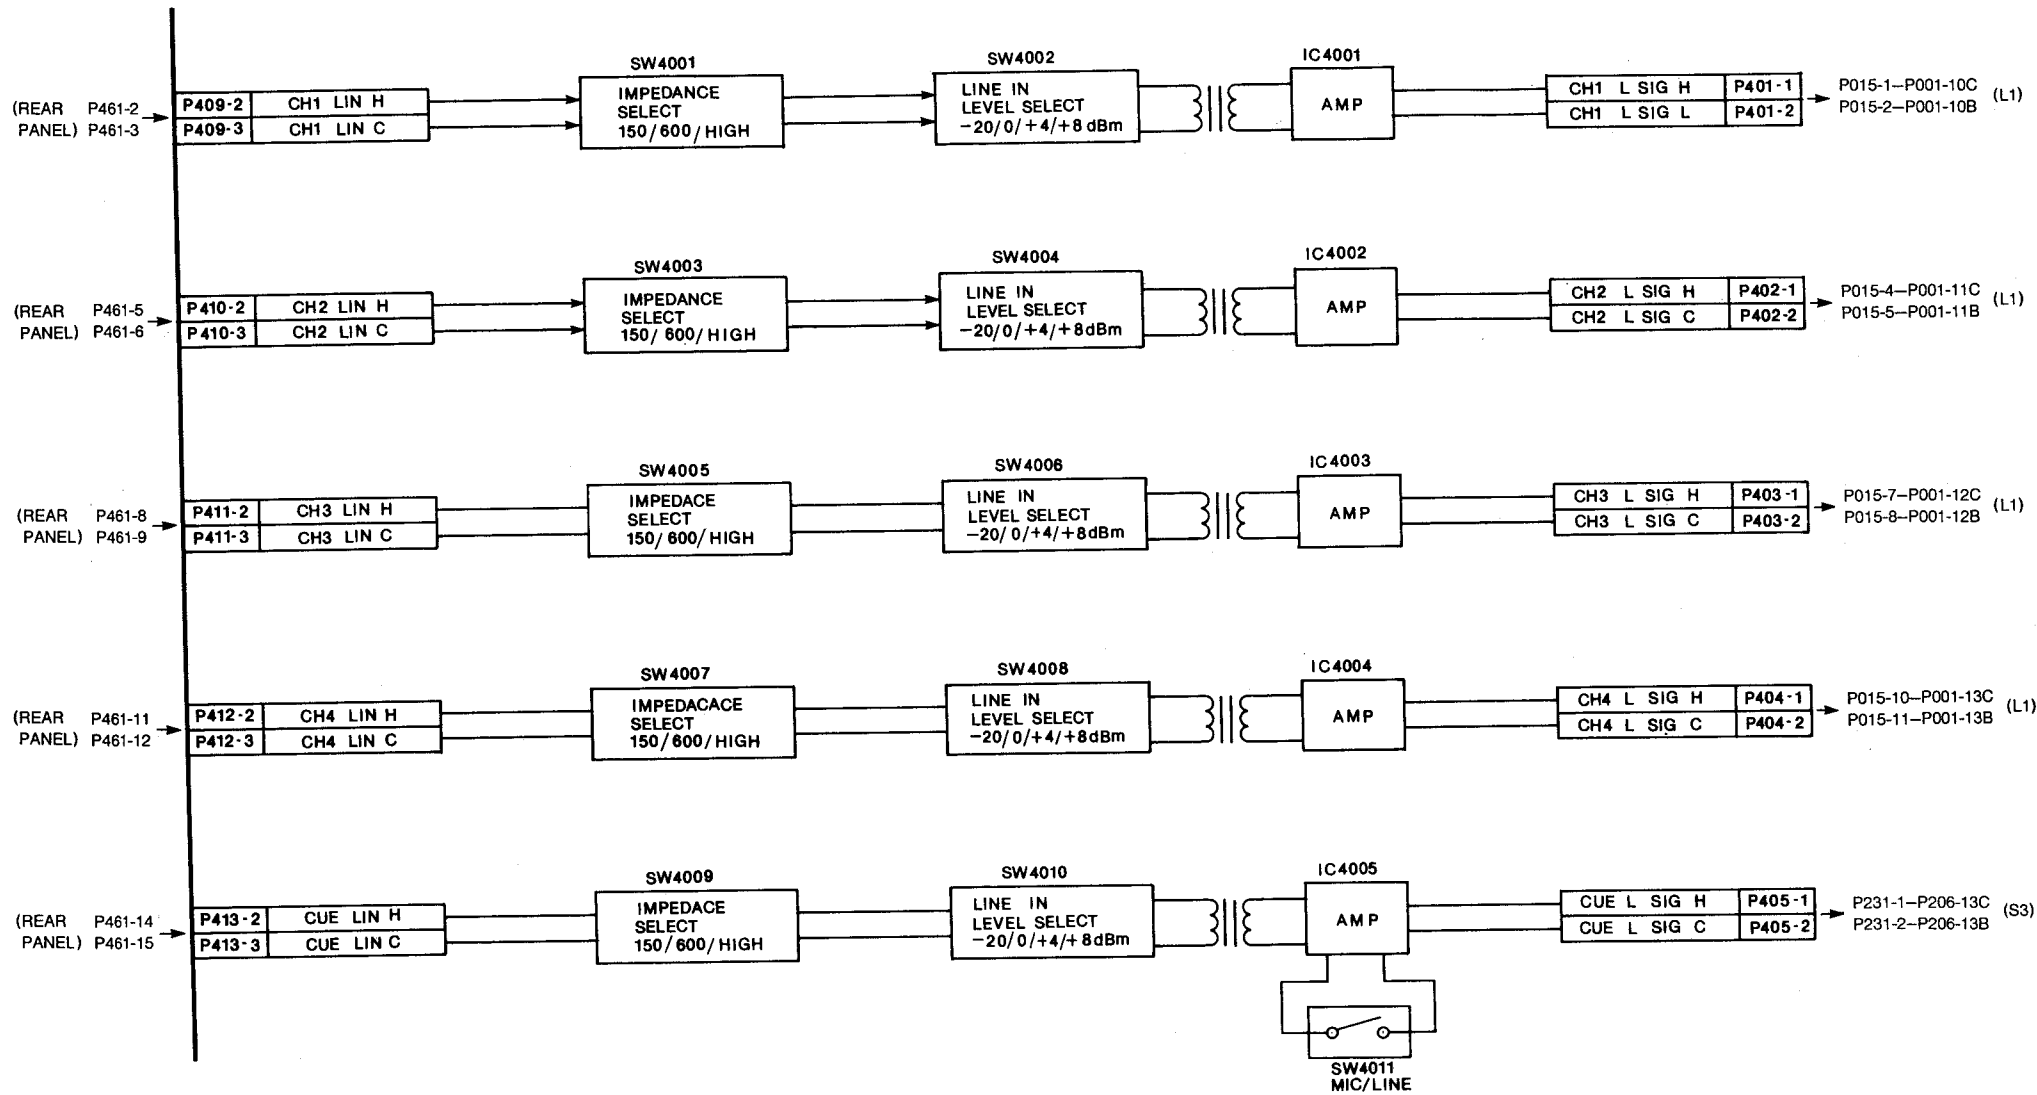 SW4001
SW4002
IC4001
(REAR P461-2
PANEL) P461-3
P409-2 CH1 LIN H
P409-3 CH1 LIN C
IMPEDANCE
SELECT
150/600/HIGH
LINE IN
LEVEL SELECT
-20/0/+4/+8 dBm
AMP
CH1 L SIG H P401-1
CH1 L SIG L P401-2
P015-1-P001-10C
P015-2-P001-10B
(L1)
SW4003
SW4004
IC4002
(REAR P461-5
PANEL) P461-6
P410-2 CH2 LIN H
P410-3 CH2 LIN C
IMPEDANCE
SELECT
150/600/HIGH
LINE IN
LEVEL SELECT
-20/0/+4/+8dBm
AMP
CH2 L SIG H P402-1
CH2 L SIG C P402-2
P015-4-P001-11C
P015-5-P001-11B
(L1)
SW4005
SW4006
IC4003
(REAR P461-8
PANEL) P461-9
P411-2 CH3 LIN H
P411-3 CH3 LIN C
IMPEDACE
SELECT
150/600/HIGH
LINE IN
LEVEL SELECT
-20/0/+4/+8dBm
AMP
CH3 L SIG H P403-1
CH3 L SIG C P403-2
P015-7-P001-12C
P015-8-P001-12B
(L1)
SW4007
SW4008
IC4004
(REAR P461-11
PANEL) P461-12
P412-2 CH4 LIN H
P412-3 CH4 LIN C
IMPEDACACE
SELECT
150/600/HIGH
LINE IN
LEVEL SELECT
-20/0/+4/+8dBm
AMP
CH4 L SIG H P404-1
CH4 L SIG C P404-2
P015-10-P001-13C
P015-11-P001-13B
(L1)
SW4009
SW4010
IC4005
(REAR P461-14
PANEL) P461-15
P413-2 CUE LIN H
P413-3 CUE LIN C
IMPEDACE
SELECT
150/600/HIGH
LINE IN
LEVEL SELECT
-20/0/+4/+8dBm
AMP
CUE L SIG H P405-1
CUE L SIG C P405-2
P231-1-P206-13C
P231-2-P206-13B
(S3)
SW4011
MIC/LINE